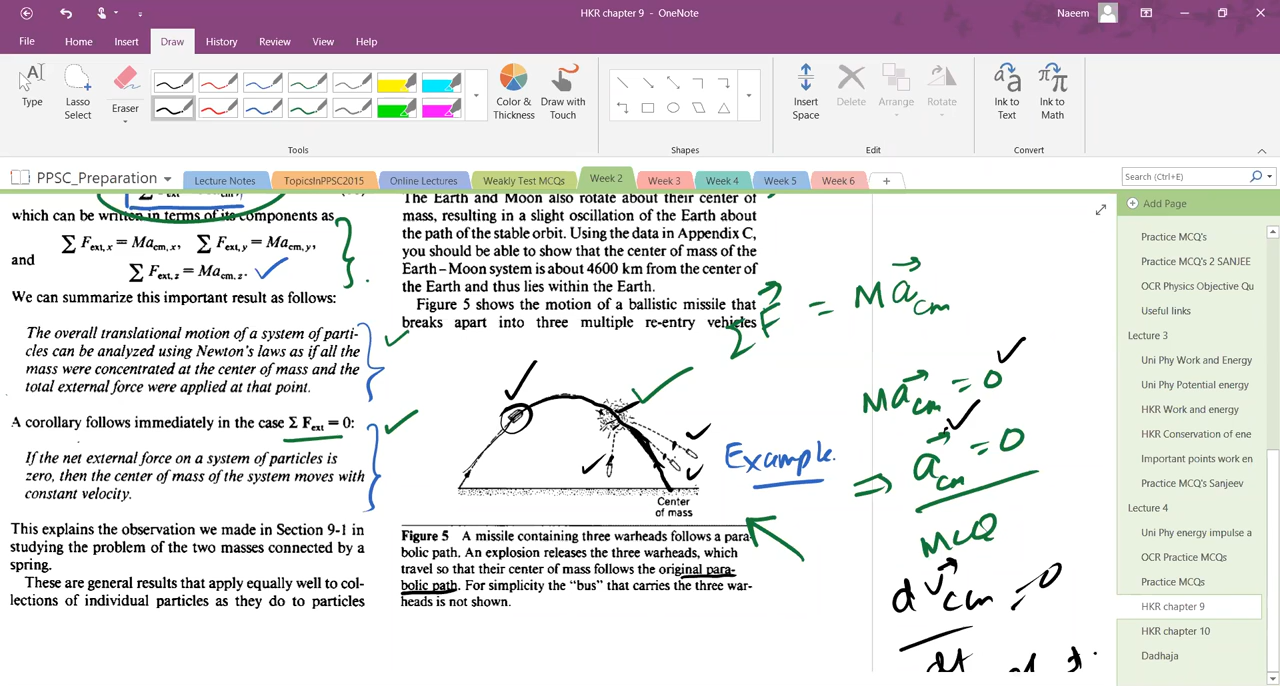 HKR chapter 9 - OneNote
Naeem
File Home Insert Draw History Review View Help
Type
Lasso Select
Eraser
Color & Thickness
Draw with Touch
Insert Space
Delete
Arrange
Rotate
Ink to Text
Ink to Math
Tools
Shapes
Edit
Convert
PPSC_Preparation
Lecture Notes
TopicsInPPSC2015
Online Lectures
Weakly Test MCQs
Week 2
Week 3
Week 4
Week 5
Week 6
Search (Ctrl+E)
which can be written in terms of its components as
∑ F_ext,x = Ma_cm,x, ∑ F_ext,y = Ma_cm,y,
and
∑ F_ext,z = Ma_cm,z.
We can summarize this important result as follows:
The overall translational motion of a system of parti-
cles can be analyzed using Newton's laws as if all the
mass were concentrated at the center of mass and the
total external force were applied at that point.
A corollary follows immediately in the case ∑ F_ext = 0:
If the net external force on a system of particles is
zero, then the center of mass of the system moves with
constant velocity.
This explains the observation we made in Section 9-1 in
studying the problem of the two masses connected by a
spring.
These are general results that apply equally well to col-
lections of individual particles as they do to particles
The Earth and Moon also rotate about their center of
mass, resulting in a slight oscillation of the Earth about
the path of the stable orbit. Using the data in Appendix C,
you should be able to show that the center of mass of the
Earth–Moon system is about 4600 km from the center of
the Earth and thus lies within the Earth.
Figure 5 shows the motion of a ballistic missile that
breaks apart into three multiple re-entry vehicles
Center
of mass
Figure 5 A missile containing three warheads follows a para-
bolic path. An explosion releases the three warheads, which
travel so that their center of mass follows the original para-
bolic path. For simplicity the "bus" that carries the three war-
heads is not shown.
Example.
∑ F⃗ = M a⃗_cm
M a⃗_cm = 0
⇒ a⃗_cm = 0
MCQ
d v⃗_cm = 0
dt
Add Page
Practice MCQ's
Practice MCQ's 2 SANJEE
OCR Physics Objective Qu
Useful links
Lecture 3
Uni Phy Work and Energy
Uni Phy Potential energy
HKR Work and energy
HKR Conservation of ene
Important points work en
Practice MCQ's Sanjeev
Lecture 4
Uni Phy energy impulse a
OCR Practice MCQs
Practice MCQs
HKR chapter 9
HKR chapter 10
Dadhaja